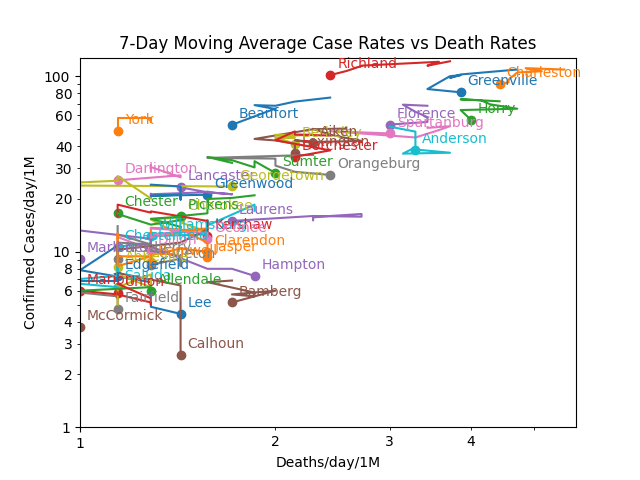 7-Day Moving Average Case Rates vs Death Rates
Richland
Charleston
Greenville
Horry
Florence
Spartanburg
Anderson
Beaufort
York
Aiken
Lexington
Dorchester
Orangeburg
Sumter
Darlington
Lancaster
Georgetown
Greenwood
Chester
Pickens
Laurens
Kershaw
Clarendon
Jasper
Hampton
Edgefield
Union
Fairfield
Allendale
Bamberg
Lee
McCormick
Calhoun
100
80
60
40
30
20
10
8
6
4
3
2
1
1
2
3
4
Confirmed Cases/day/1M
Deaths/day/1M